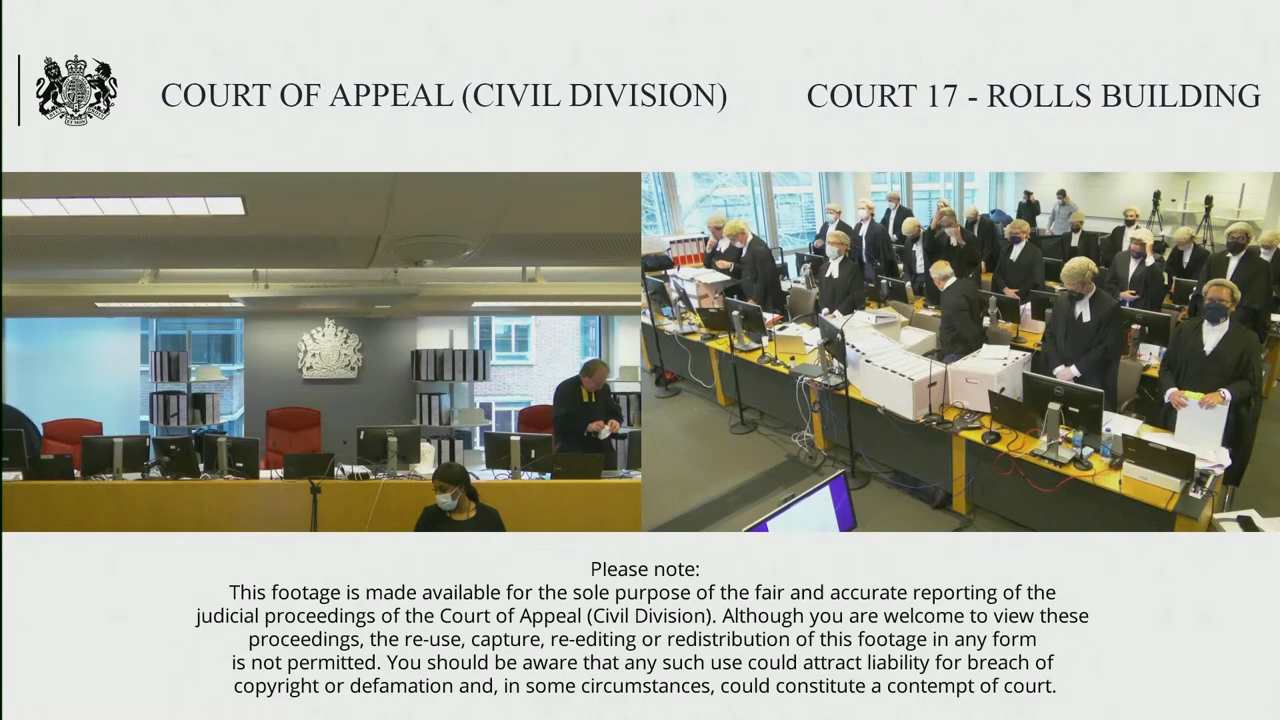 COURT OF APPEAL (CIVIL DIVISION)
COURT 17 - ROLLS BUILDING
Please note:
This footage is made available for the sole purpose of the fair and accurate reporting of the
judicial proceedings of the Court of Appeal (Civil Division). Although you are welcome to view these
proceedings, the re-use, capture, re-editing or redistribution of this footage in any form
is not permitted. You should be aware that any such use could attract liability for breach of
copyright or defamation and, in some circumstances, could constitute a contempt of court.